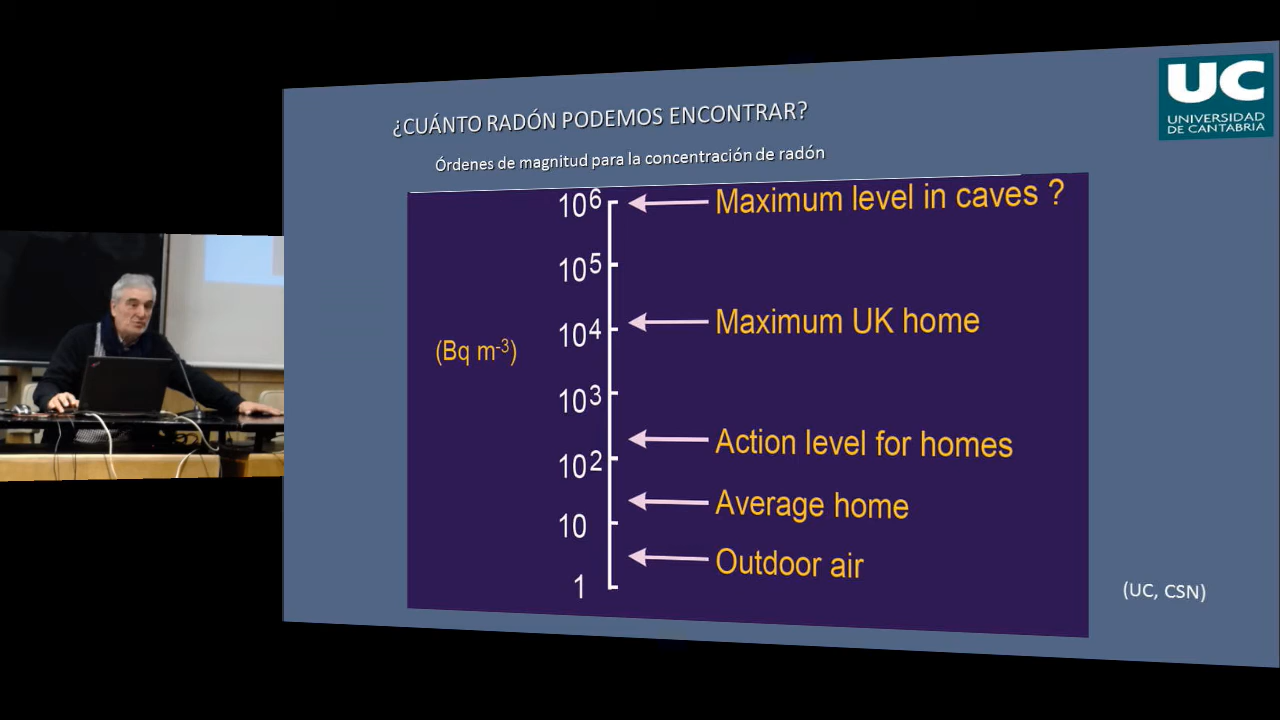 ¿CUÁNTO RADÓN PODEMOS ENCONTRAR?
Órdenes de magnitud para la concentración de radón
UC
UNIVERSIDAD
DE CANTABRIA
10⁶ Maximum level in caves ?
10⁵
10⁴ Maximum UK home
(Bq m⁻³)
10³
10² Action level for homes
10 Average home
1 Outdoor air
(UC, CSN)